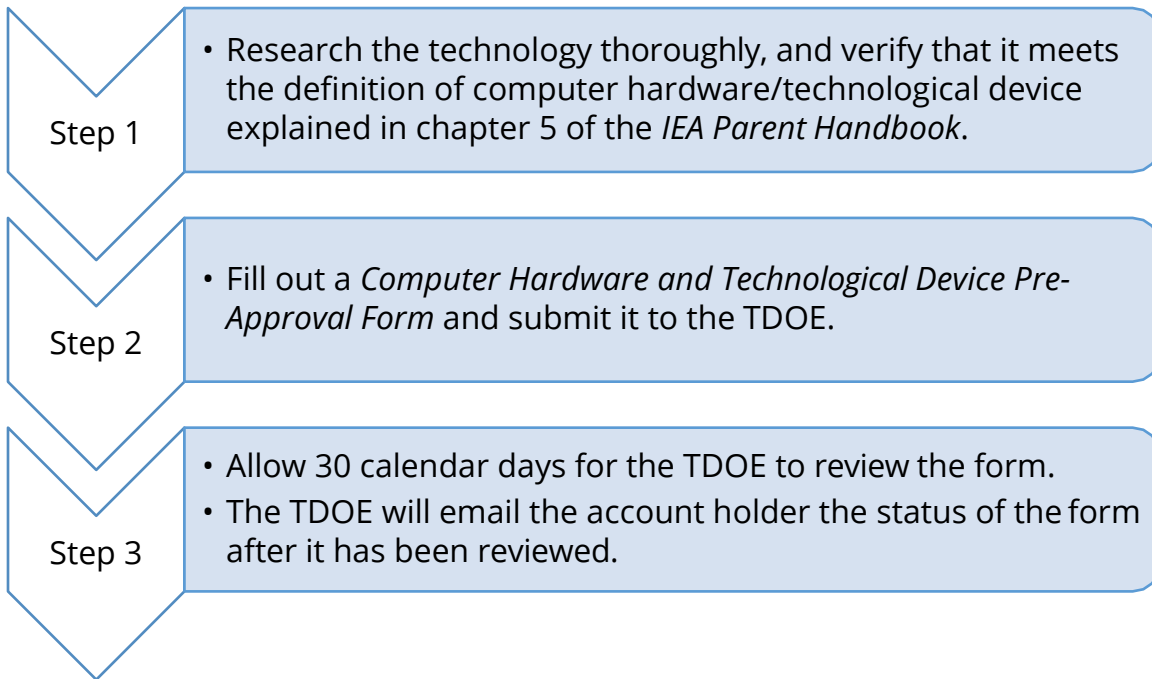 Step 1
• Research the technology thoroughly, and verify that it meets
the definition of computer hardware/technological device
explained in chapter 5 of the IEA Parent Handbook.
Step 2
• Fill out a Computer Hardware and Technological Device Pre-
Approval Form and submit it to the TDOE.
Step 3
• Allow 30 calendar days for the TDOE to review the form.
• The TDOE will email the account holder the status of the form
after it has been reviewed.